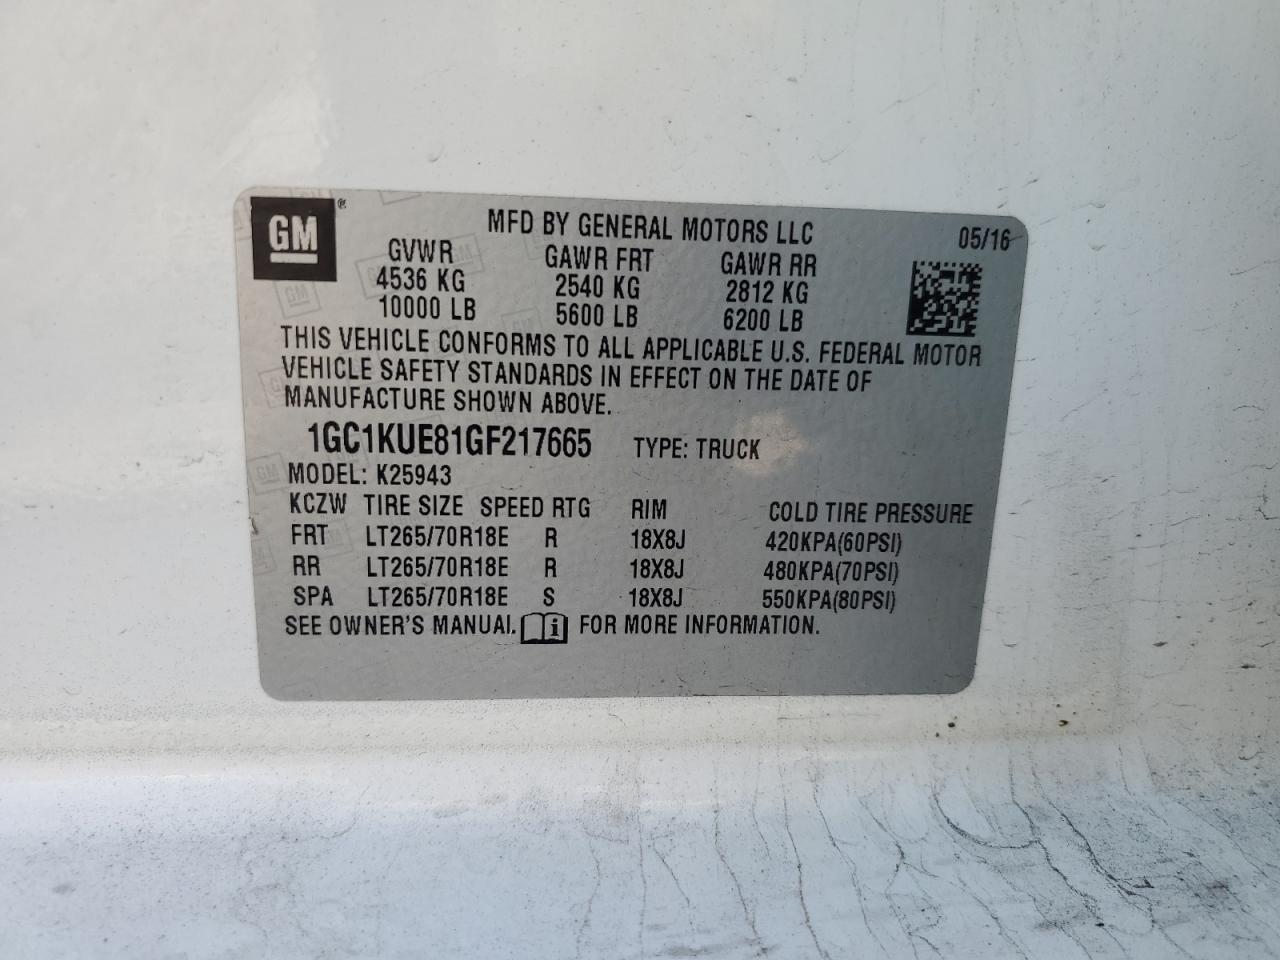 GM®
MFD BY GENERAL MOTORS LLC 05/16
GVWR GAWR FRT GAWR RR
4536 KG 2540 KG 2812 KG
10000 LB 5600 LB 6200 LB
THIS VEHICLE CONFORMS TO ALL APPLICABLE U.S. FEDERAL MOTOR
VEHICLE SAFETY STANDARDS IN EFFECT ON THE DATE OF
MANUFACTURE SHOWN ABOVE.
1GC1KUE81GF217665 TYPE: TRUCK
MODEL: K25943
KCZW TIRE SIZE SPEED RTG RIM COLD TIRE PRESSURE
FRT LT265/70R18E R 18X8J 420KPA(60PSI)
RR LT265/70R18E R 18X8J 480KPA(70PSI)
SPA LT265/70R18E S 18X8J 550KPA(80PSI)
SEE OWNER'S MANUAL. i FOR MORE INFORMATION.